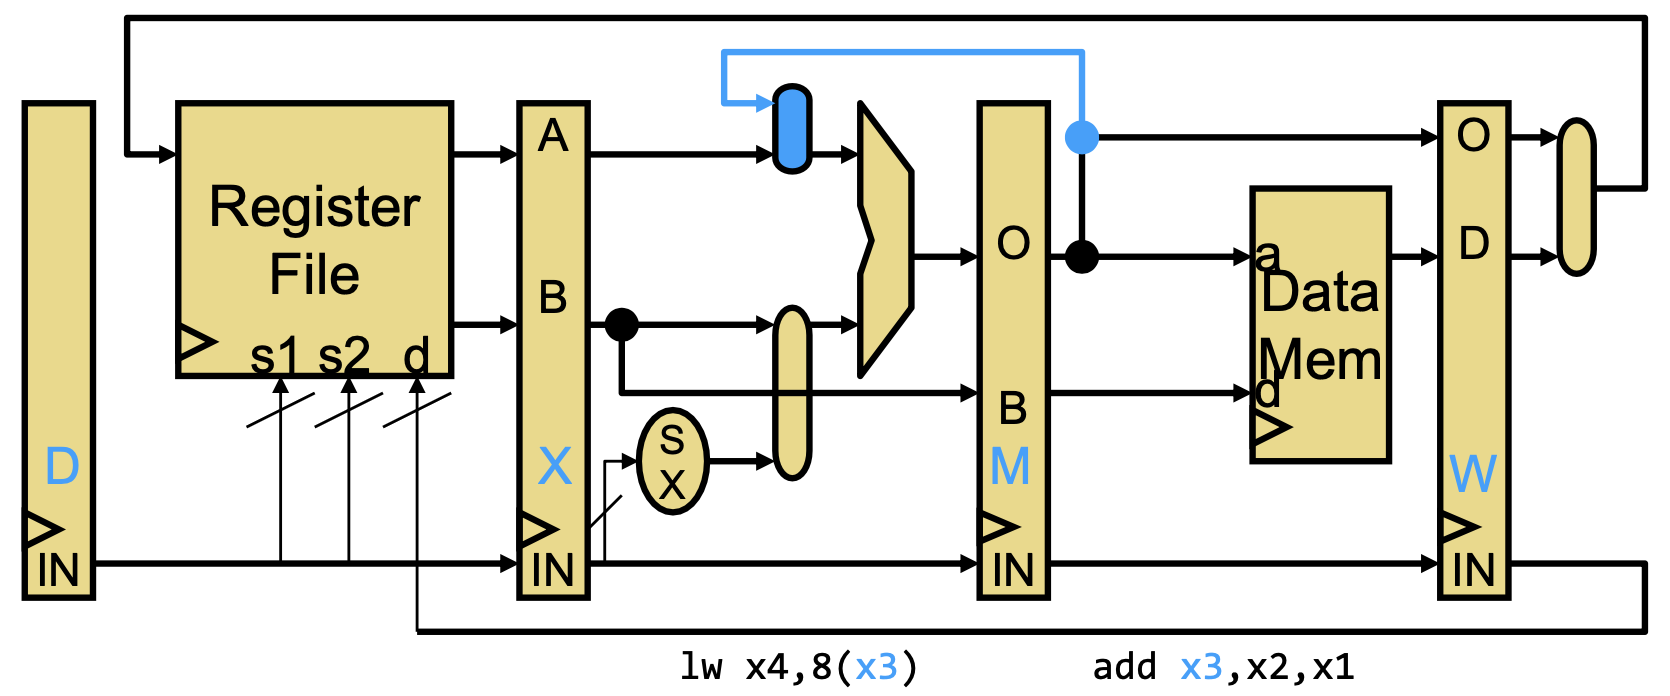 A
O
Register
File
B
O
D
a
Data
Mem
d
s1 s2 d
S
X
B
D
X
M
W
IN
IN
IN
IN
lw x4,8(x3)
add x3,x2,x1